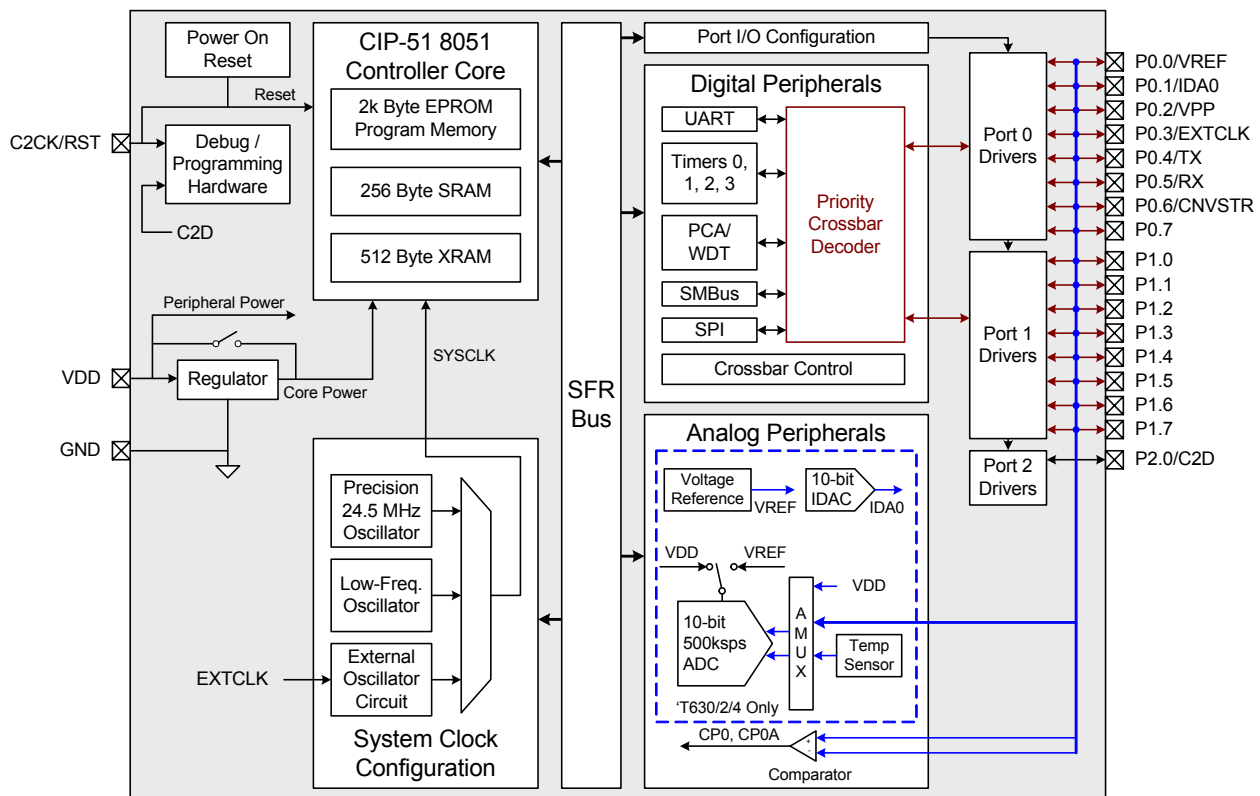 Power On
Reset
Reset
C2CK/RST
Debug /
Programming
Hardware
C2D
Peripheral Power
VDD
Regulator
Core Power
GND
CIP-51 8051
Controller Core
2k Byte EPROM
Program Memory
256 Byte SRAM
512 Byte XRAM
SYSCLK
Precision
24.5 MHz
Oscillator
Low-Freq.
Oscillator
EXTCLK
External
Oscillator
Circuit
System Clock
Configuration
SFR
Bus
Port I/O Configuration
Digital Peripherals
UART
Timers 0,
1, 2, 3
PCA/
WDT
SMBus
SPI
Priority
Crossbar
Decoder
Crossbar Control
Analog Peripherals
Voltage
Reference
VREF
10-bit
IDAC
IDA0
VDD
VREF
10-bit
500ksps
ADC
A
M
U
X
VDD
Temp
Sensor
‘T630/2/4 Only
CP0, CP0A
+
-
Comparator
Port 0
Drivers
Port 1
Drivers
Port 2
Drivers
P0.0/VREF
P0.1/IDA0
P0.2/VPP
P0.3/EXTCLK
P0.4/TX
P0.5/RX
P0.6/CNVSTR
P0.7
P1.0
P1.1
P1.2
P1.3
P1.4
P1.5
P1.6
P1.7
P2.0/C2D